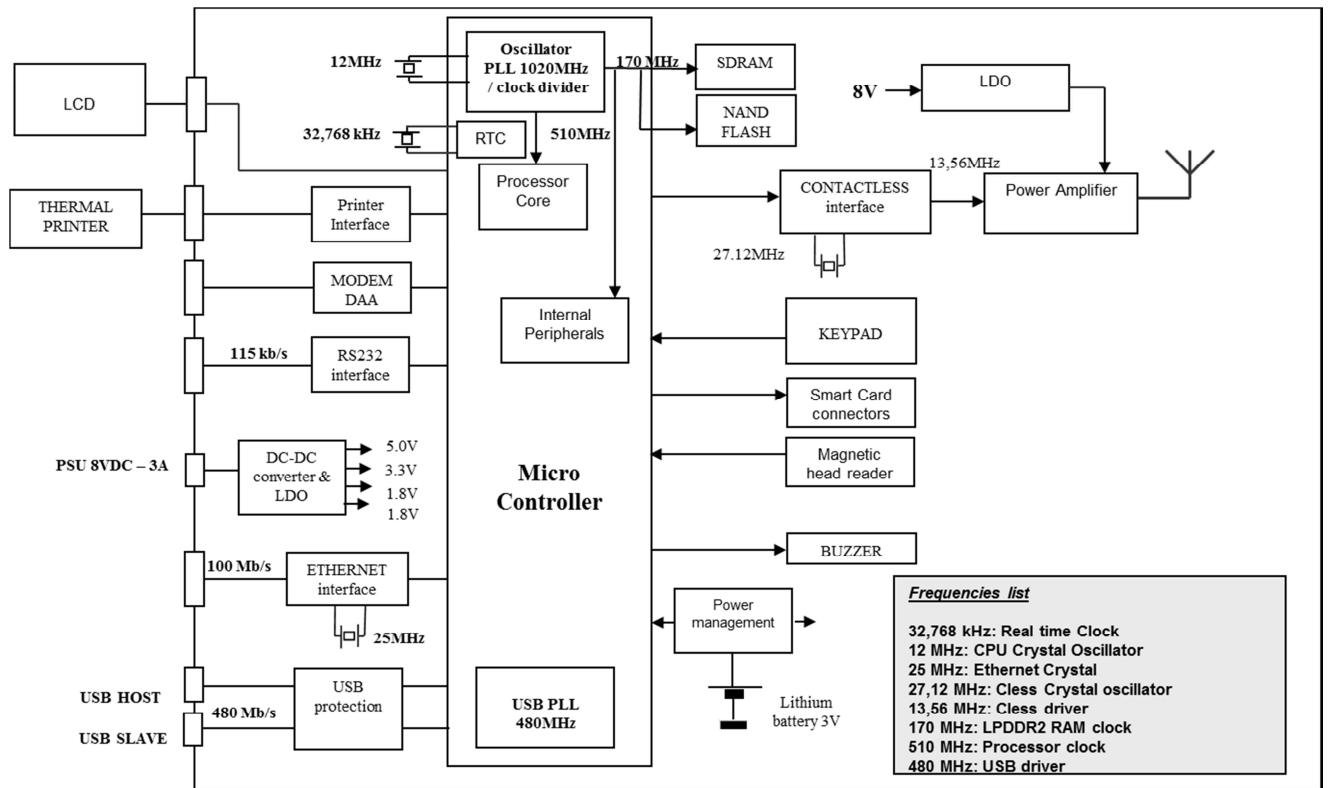 LCD
THERMAL
PRINTER
Printer
Interface
MODEM
DAA
115 kb/s
RS232
interface
PSU 8VDC – 3A
DC-DC
converter &
LDO
5.0V
3.3V
1.8V
1.8V
100 Mb/s
ETHERNET
interface
25MHz
USB HOST
USB SLAVE
480 Mb/s
USB
protection
12MHz
Oscillator
PLL 1020MHz
/ clock divider
32,768 kHz
RTC
510MHz
Processor
Core
170 MHz
Internal
Peripherals
Micro
Controller
USB PLL
480MHz
SDRAM
NAND
FLASH
8V
LDO
CONTACTLESS
interface
13,56MHz
Power Amplifier
27.12MHz
KEYPAD
Smart Card
connectors
Magnetic
head reader
BUZZER
Power
management
Lithium
battery 3V
Frequencies list
32,768 kHz: Real time Clock
12 MHz: CPU Crystal Oscillator
25 MHz: Ethernet Crystal
27,12 MHz: Cless Crystal oscillator
13,56 MHz: Cless driver
170 MHz: LPDDR2 RAM clock
510 MHz: Processor clock
480 MHz: USB driver